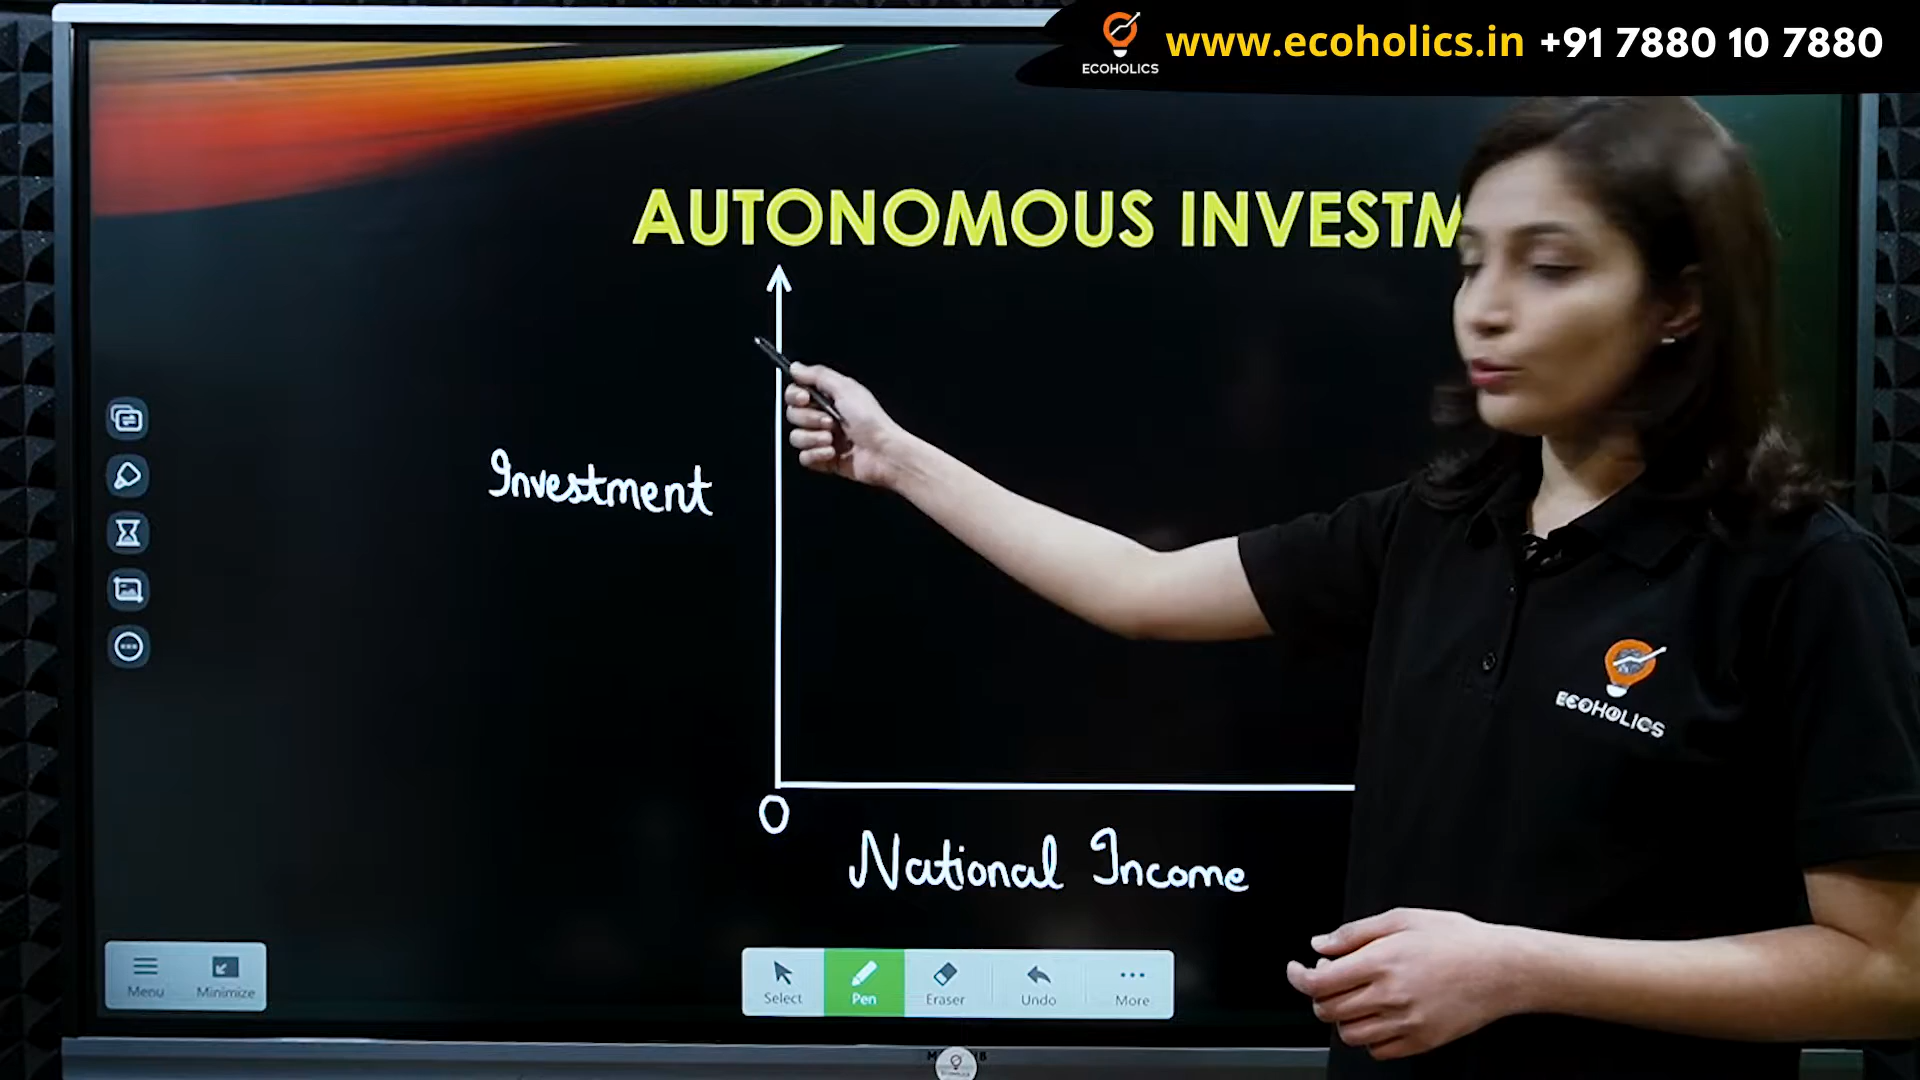 www.ecoholics.in +91 7880 10 7880
ECOHOLICS
AUTONOMOUS INVESTM
Investment
ECOHOLICS
O
National Income
Menu
Minimize
Select
Pen
Eraser
Undo
More